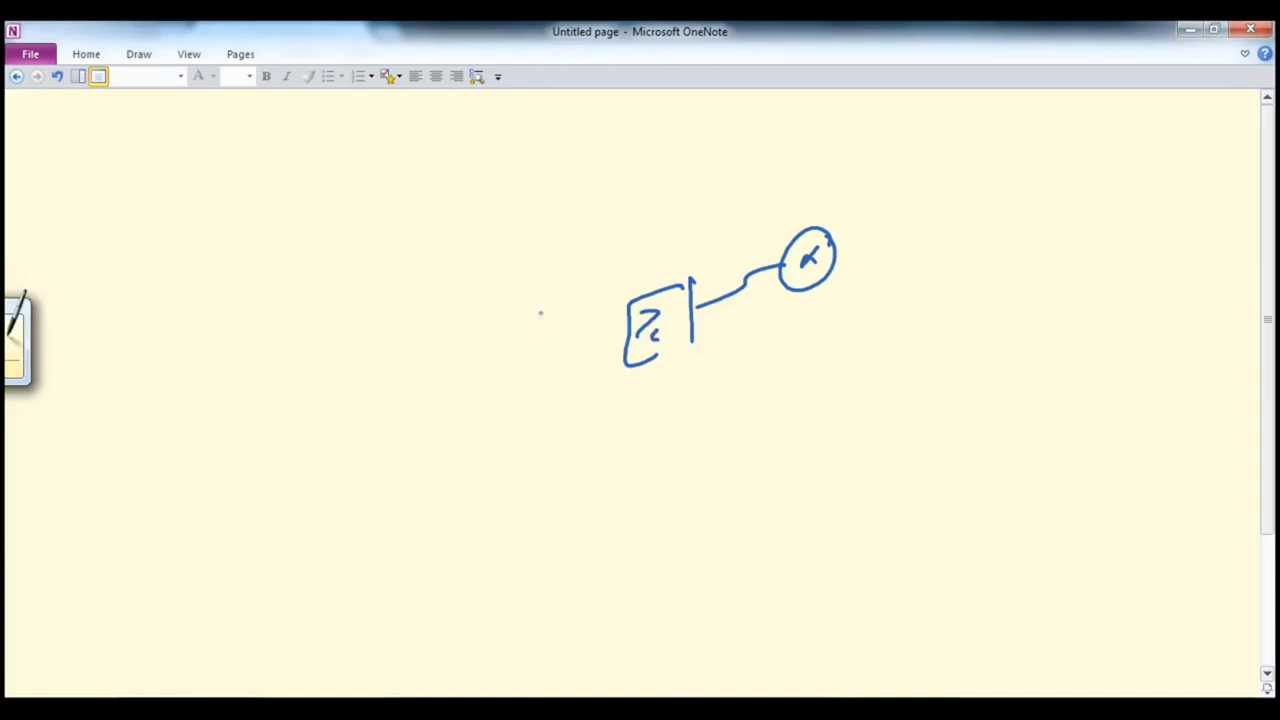 Untitled page - Microsoft OneNote
File Home Draw View Pages
A B I
α